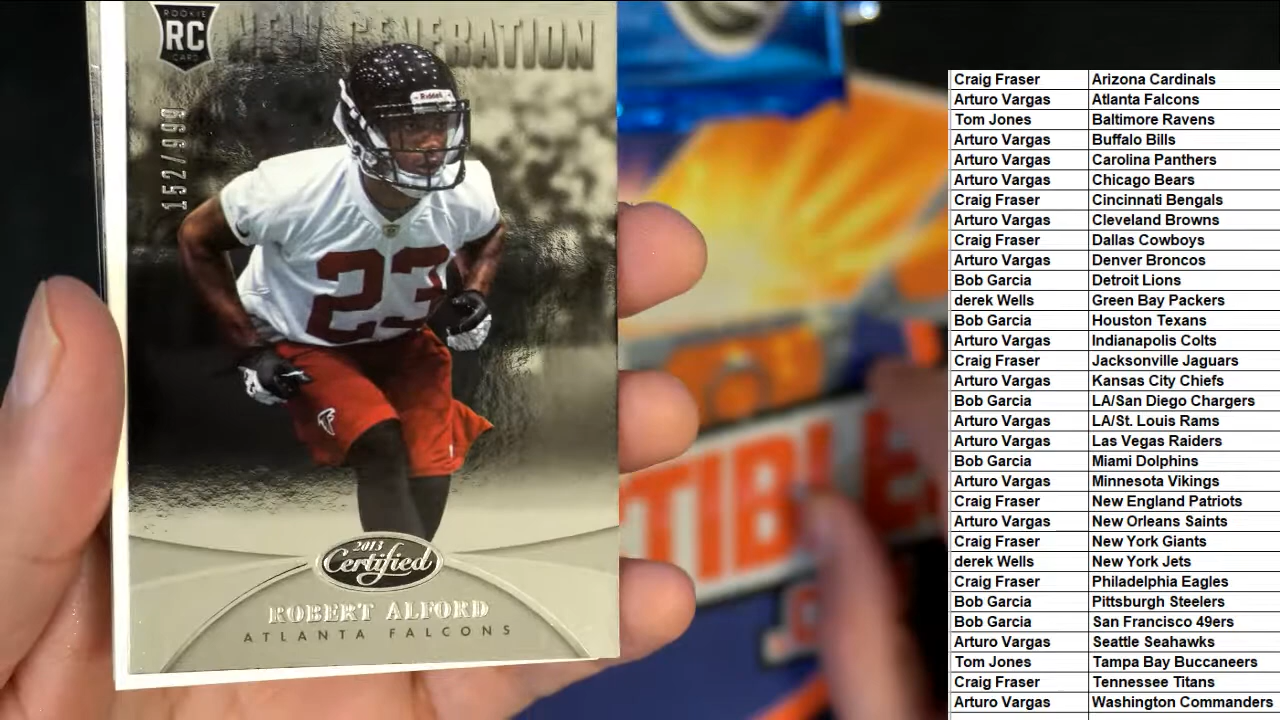 ROOKIE
RC
CARD
NEW GENERATION
152/999
Riddell
23
2013
Certified
ROBERT ALFORD
ATLANTA FALCONS
TIBL
Craig Fraser Arizona Cardinals
Arturo Vargas Atlanta Falcons
Tom Jones Baltimore Ravens
Arturo Vargas Buffalo Bills
Arturo Vargas Carolina Panthers
Arturo Vargas Chicago Bears
Craig Fraser Cincinnati Bengals
Arturo Vargas Cleveland Browns
Craig Fraser Dallas Cowboys
Arturo Vargas Denver Broncos
Bob Garcia Detroit Lions
derek Wells Green Bay Packers
Bob Garcia Houston Texans
Arturo Vargas Indianapolis Colts
Craig Fraser Jacksonville Jaguars
Arturo Vargas Kansas City Chiefs
Bob Garcia LA/San Diego Chargers
Arturo Vargas LA/St. Louis Rams
Arturo Vargas Las Vegas Raiders
Bob Garcia Miami Dolphins
Arturo Vargas Minnesota Vikings
Craig Fraser New England Patriots
Arturo Vargas New Orleans Saints
Craig Fraser New York Giants
derek Wells New York Jets
Craig Fraser Philadelphia Eagles
Bob Garcia Pittsburgh Steelers
Bob Garcia San Francisco 49ers
Arturo Vargas Seattle Seahawks
Tom Jones Tampa Bay Buccaneers
Craig Fraser Tennessee Titans
Arturo Vargas Washington Commanders